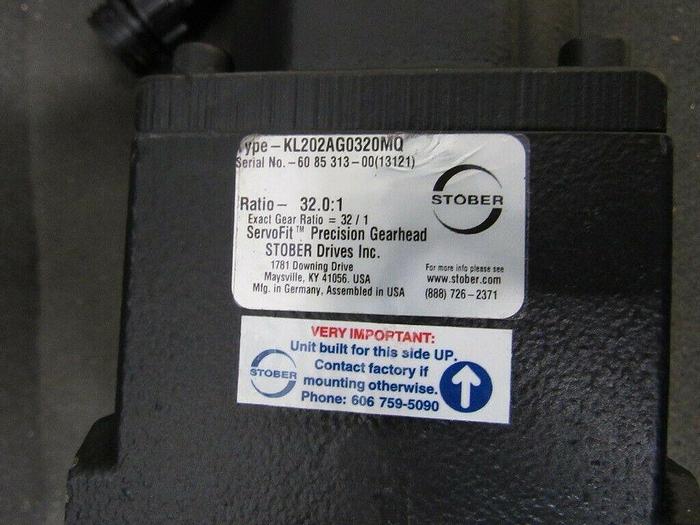 Type-KL202AG0320MQ
Serial No.-60 85 313-00(13121)
STOBER
Ratio- 32.0:1
Exact Gear Ratio = 32 / 1
ServoFit™ Precision Gearhead
STOBER Drives Inc.
1781 Downing Drive
Maysville, KY 41056. USA
Mfg. in Germany, Assembled in USA
For more info please see
www.stober.com
(888) 726-2371
VERY IMPORTANT:
Unit built for this side UP.
Contact factory if
mounting otherwise.
Phone: 606 759-5090
STOBER